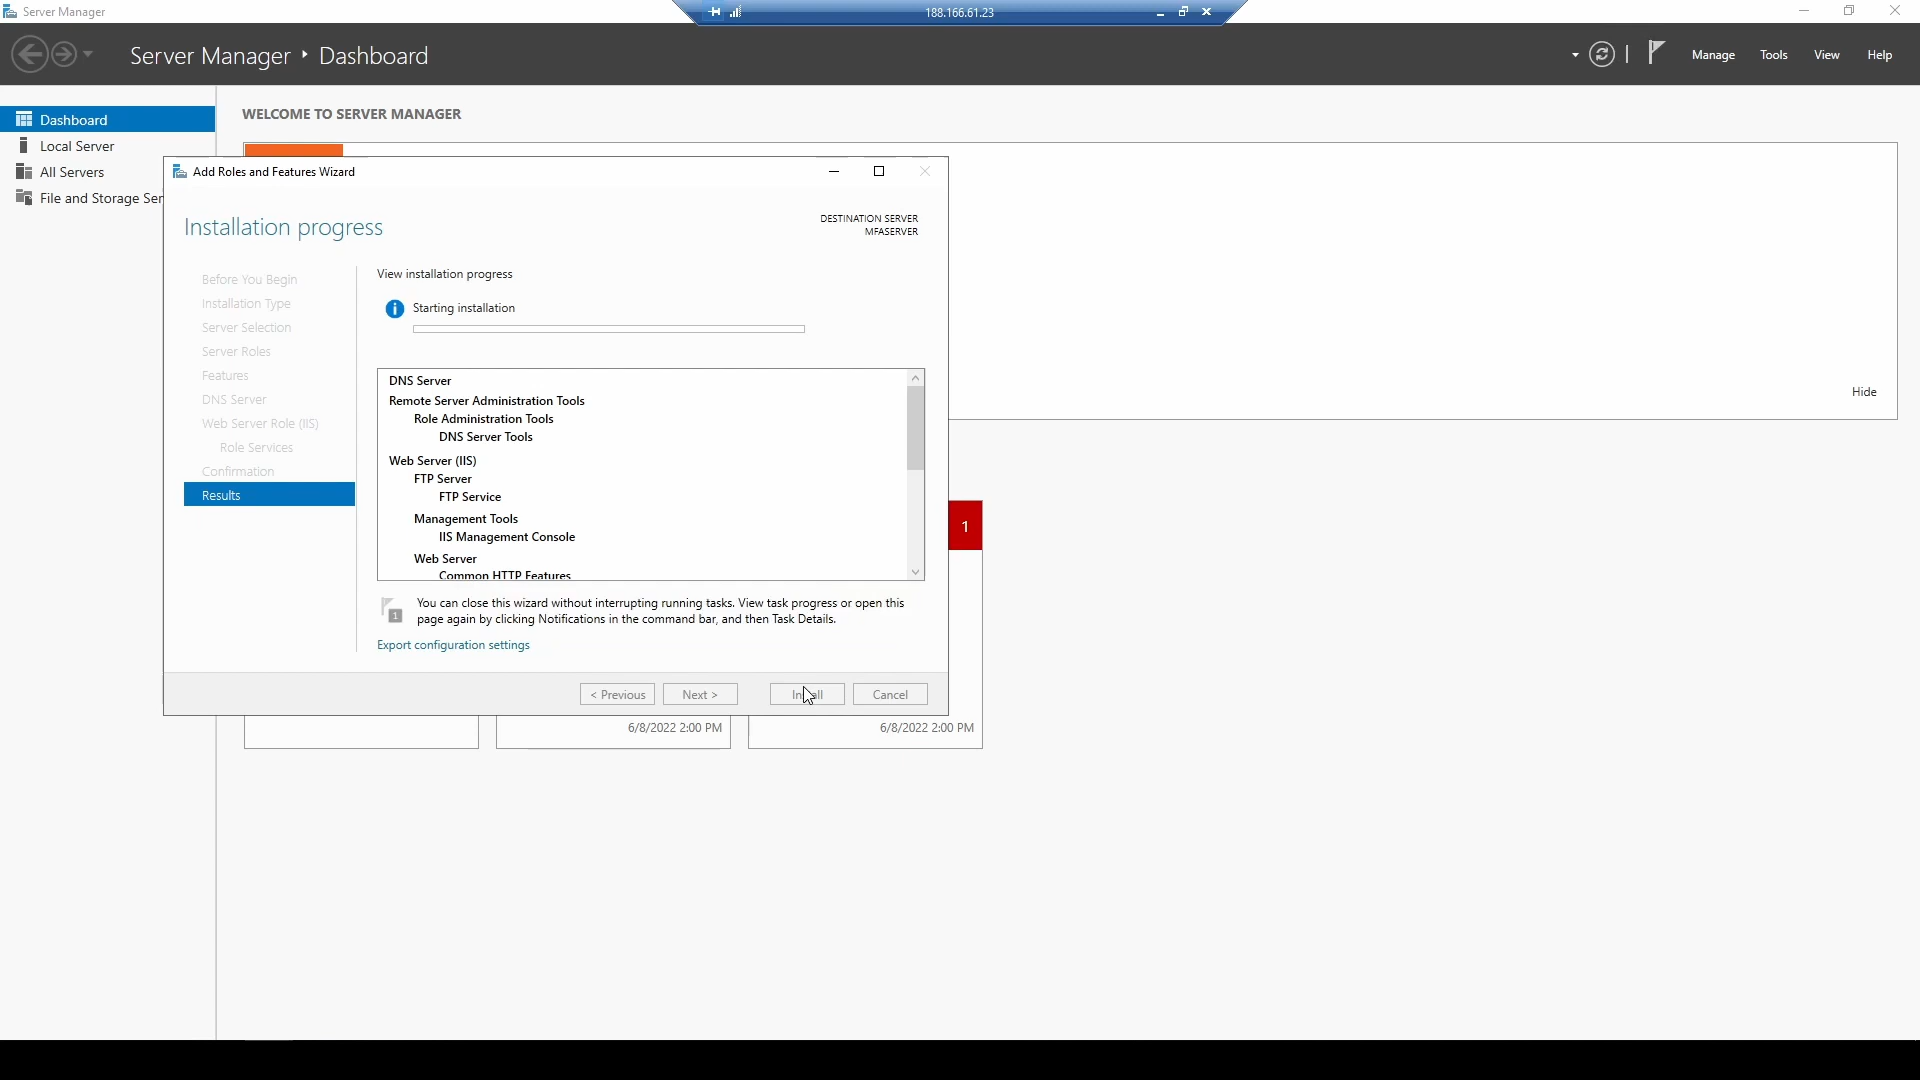 Server Manager
188.166.61.23
Server Manager
Dashboard
Manage
Tools
View
Help
Dashboard
Local Server
All Servers
File and Storage Ser
WELCOME TO SERVER MANAGER
Hide
1
Add Roles and Features Wizard
Installation progress
DESTINATION SERVER
MFASERVER
Before You Begin
Installation Type
Server Selection
Server Roles
Features
DNS Server
Web Server Role (IIS)
Role Services
Confirmation
Results
View installation progress
Starting installation
DNS Server
Remote Server Administration Tools
Role Administration Tools
DNS Server Tools
Web Server (IIS)
FTP Server
FTP Service
Management Tools
IIS Management Console
Web Server
Common HTTP Features
1
You can close this wizard without interrupting running tasks. View task progress or open this
page again by clicking Notifications in the command bar, and then Task Details.
Export configuration settings
< Previous
Next >
Install
Cancel
6/8/2022 2:00 PM
6/8/2022 2:00 PM